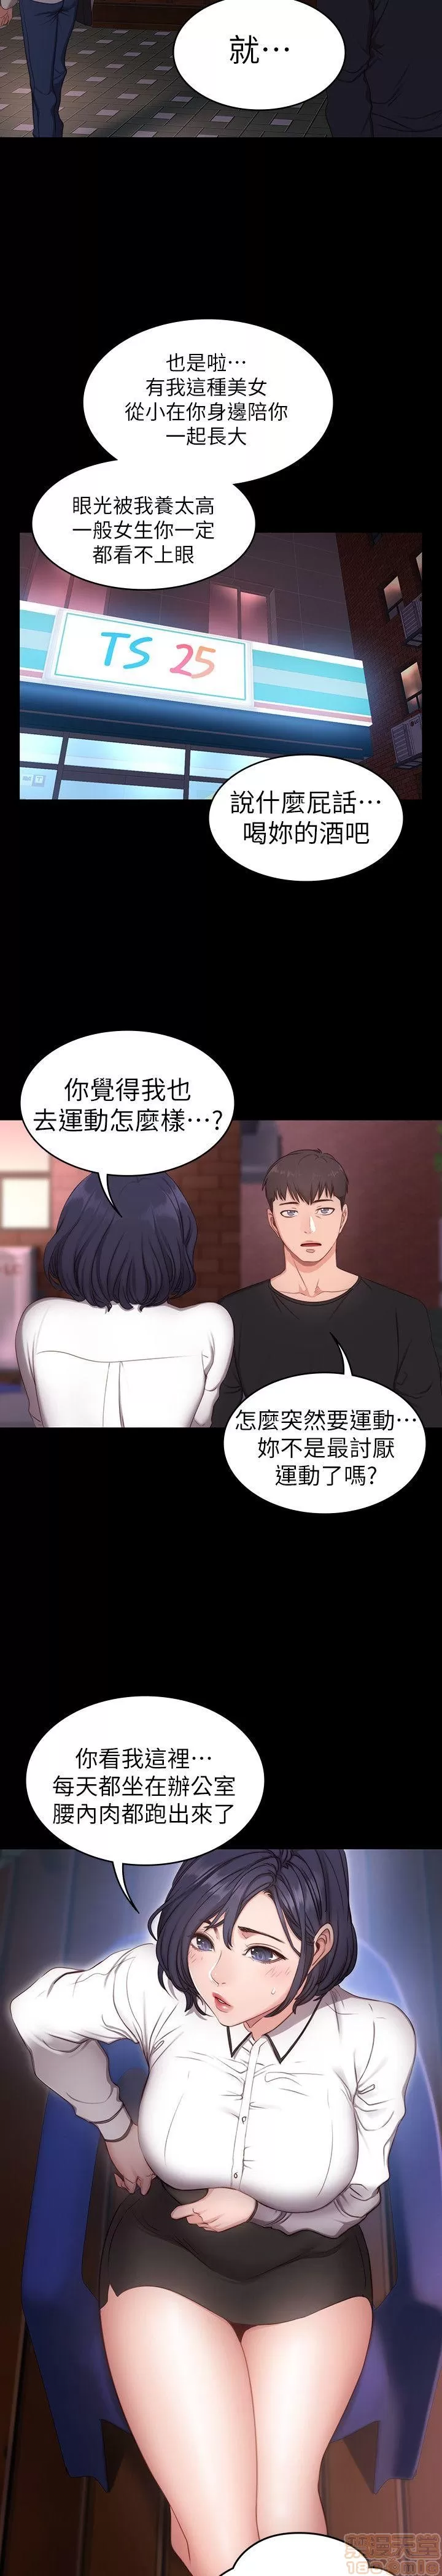 就…
也是啦…
有我這種美女
從小在你身邊陪你
一起長大
眼光被我養太高
一般女生你一定
都看不上眼
TS 25
說什麼屁話…
喝妳的酒吧
你覺得我也
去運動怎麼樣…?
怎麼突然要運動…
妳不是最討厭
運動了嗎?
你看我這裡…
每天都坐在辦公室
腰內肉都跑出來了